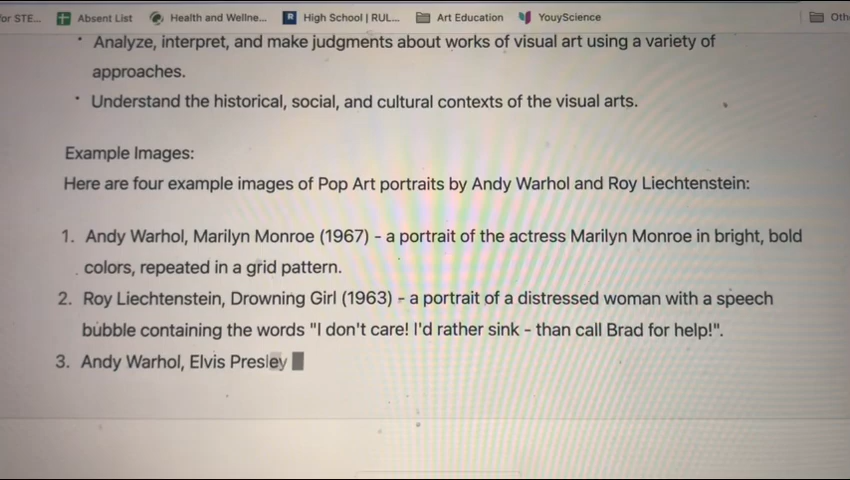 or STE...
Absent List
Health and Wellne...
R
High School | RUL...
Art Education
YouyScience
Oth
• Analyze, interpret, and make judgments about works of visual art using a variety of
approaches.
• Understand the historical, social, and cultural contexts of the visual arts.
Example Images:
Here are four example images of Pop Art portraits by Andy Warhol and Roy Liechtenstein:
1. Andy Warhol, Marilyn Monroe (1967) - a portrait of the actress Marilyn Monroe in bright, bold
colors, repeated in a grid pattern.
2. Roy Liechtenstein, Drowning Girl (1963) - a portrait of a distressed woman with a speech
bubble containing the words "I don't care! I'd rather sink - than call Brad for help!".
3. Andy Warhol, Elvis Presley